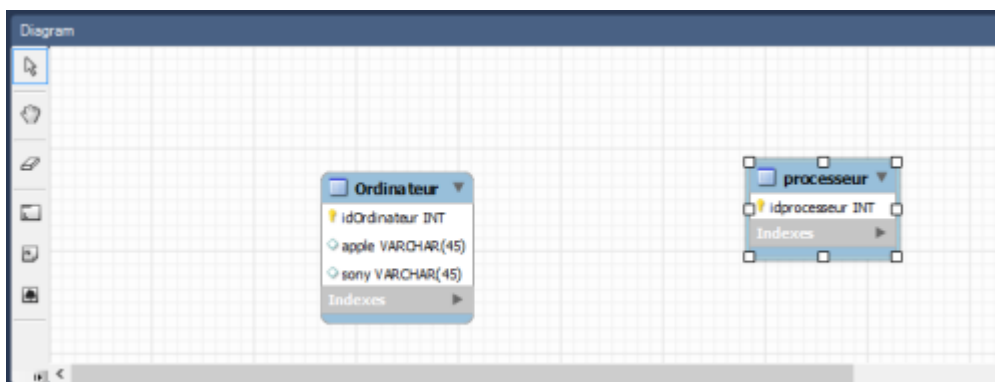 Diagram
Ordinateur
idOrdinateur INT
apple VARCHAR(45)
sony VARCHAR(45)
Indexes
processeur
idprocesseur INT
Indexes